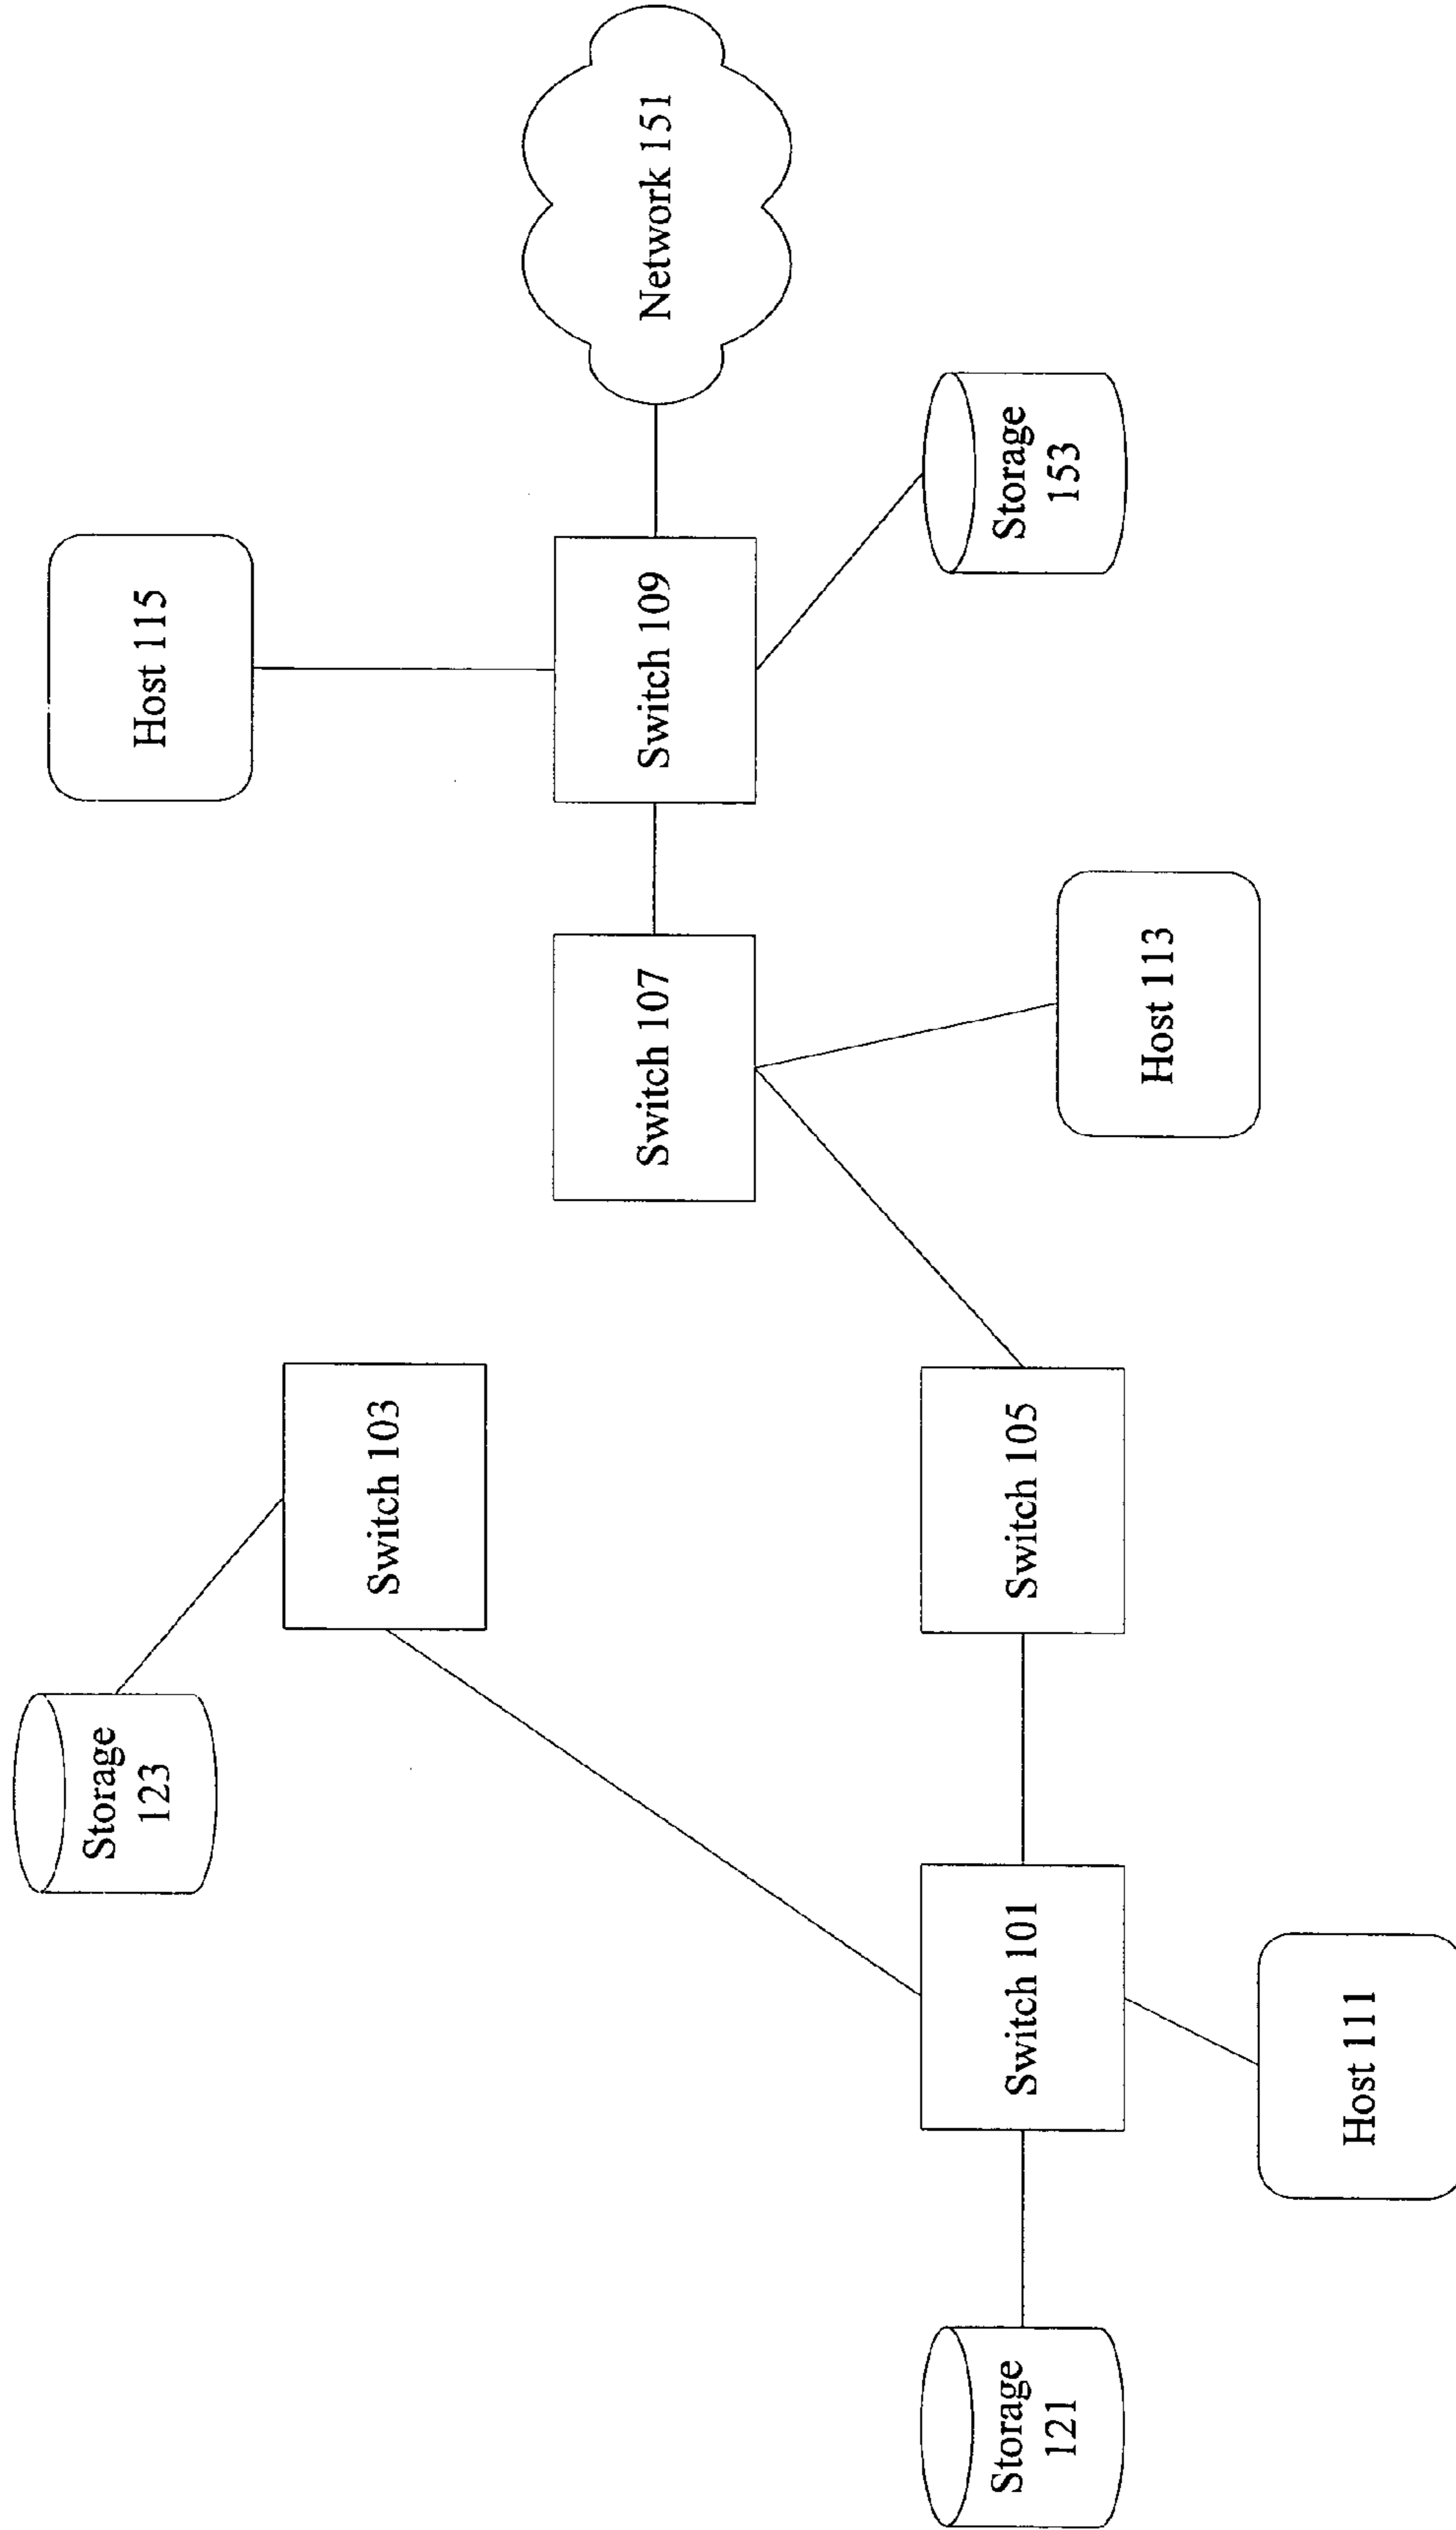 Storage
123
Host 115
Switch 103
Switch 107
Switch 109
Network 151
Storage
121
Switch 101
Switch 105
Storage
153
Host 113
Host 111